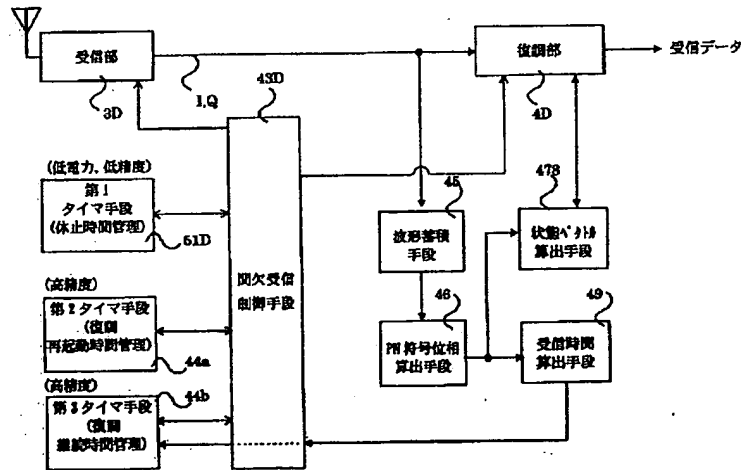 受信部
3D
I,Q
43D
復調部
4D
受信データ
(低電力、低精度)
第1
タイマ手段
(休止時間管理)
51D
間欠受信
制御手段
45
波形蓄積
手段
478
状態ベクトル
算出手段
(高精度)
第2タイマ手段
(復調
再起動時間管理)
44a
46
PN符号位相
算出手段
49
受信時間
算出手段
(高精度)
44b
第3タイマ手段
(復調
継続時間管理)